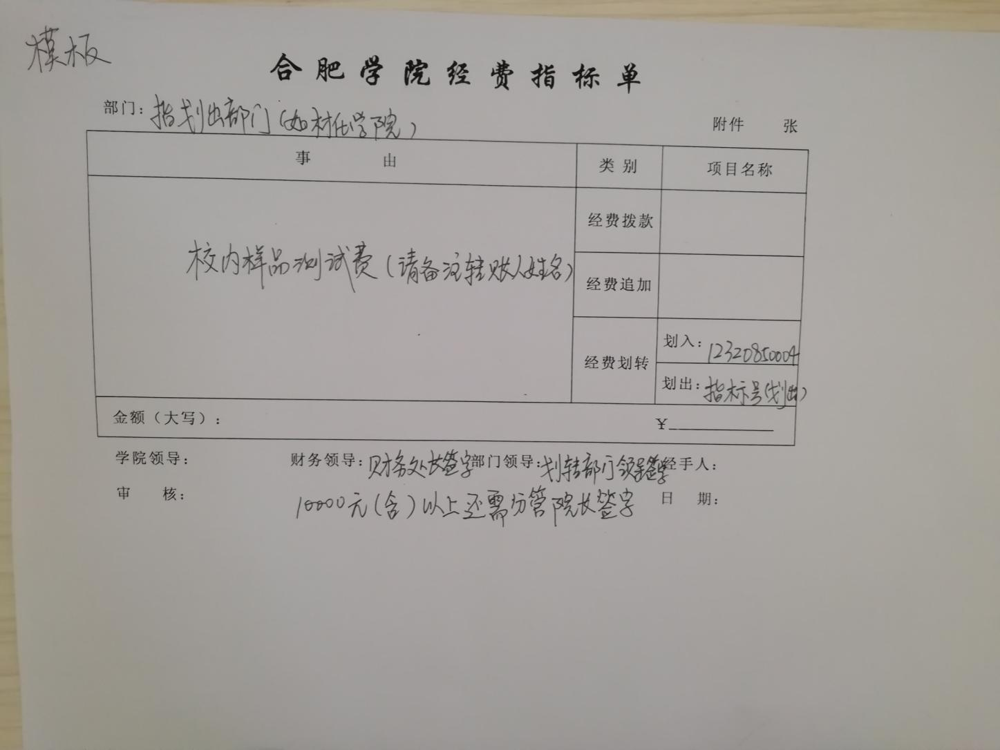 模板
合肥学院经费指标单
部门：指划出部门（如材化学院）
附件 张
事 由 类别 项目名称
经费拨款
校内样品测试费（请备注转账人姓名）
经费追加
经费划转 划入：12320850004
划出：指标号（划出）
金额（大写）： ¥
学院领导： 财务领导：财务处长签字 部门领导：划转部门领导签字 经手人：
审 核： 10000元（含）以上还需分管院长签字 日 期：